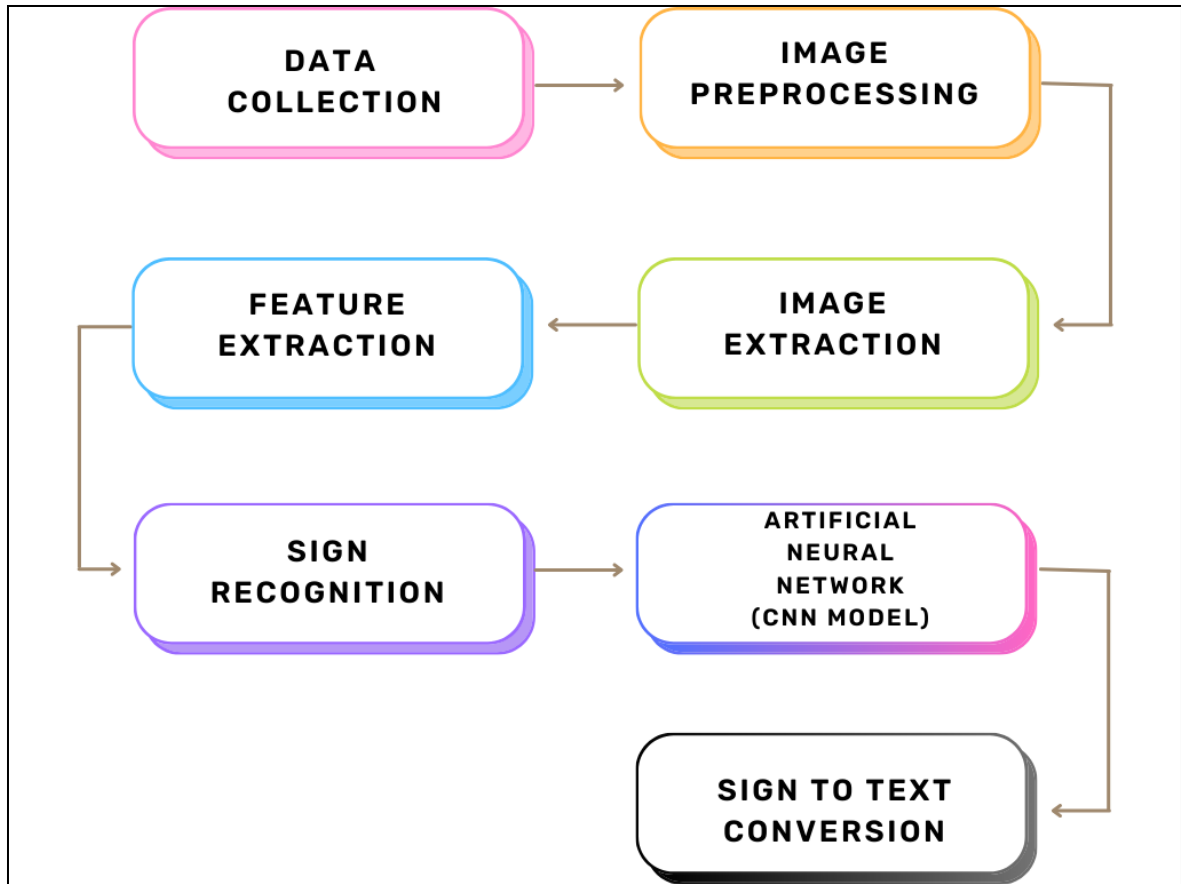 DATA
COLLECTION
IMAGE
PREPROCESSING
IMAGE
EXTRACTION
FEATURE
EXTRACTION
SIGN
RECOGNITION
ARTIFICIAL
NEURAL
NETWORK
(CNN MODEL)
SIGN TO TEXT
CONVERSION